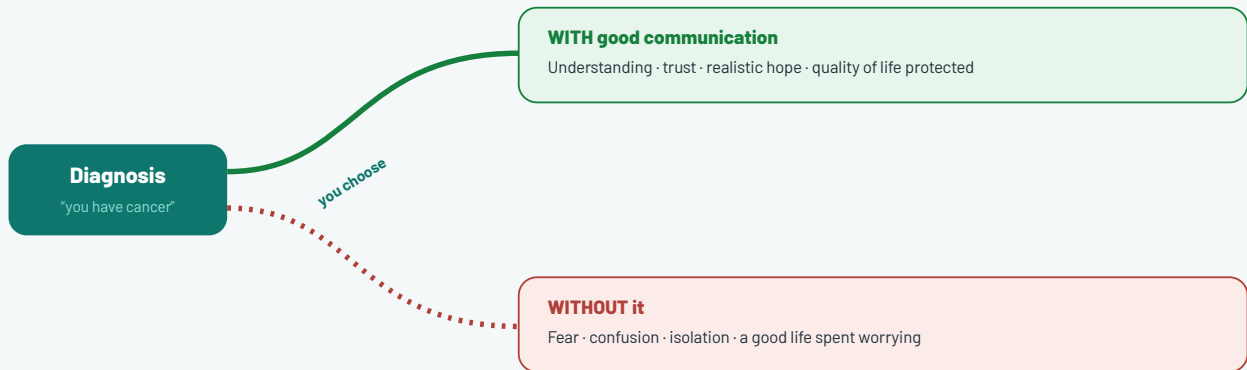 WITH good communication
Understanding · trust · realistic hope · quality of life protected
Diagnosis
“you have cancer”
you choose
WITHOUT it
Fear · confusion · isolation · a good life spent worrying